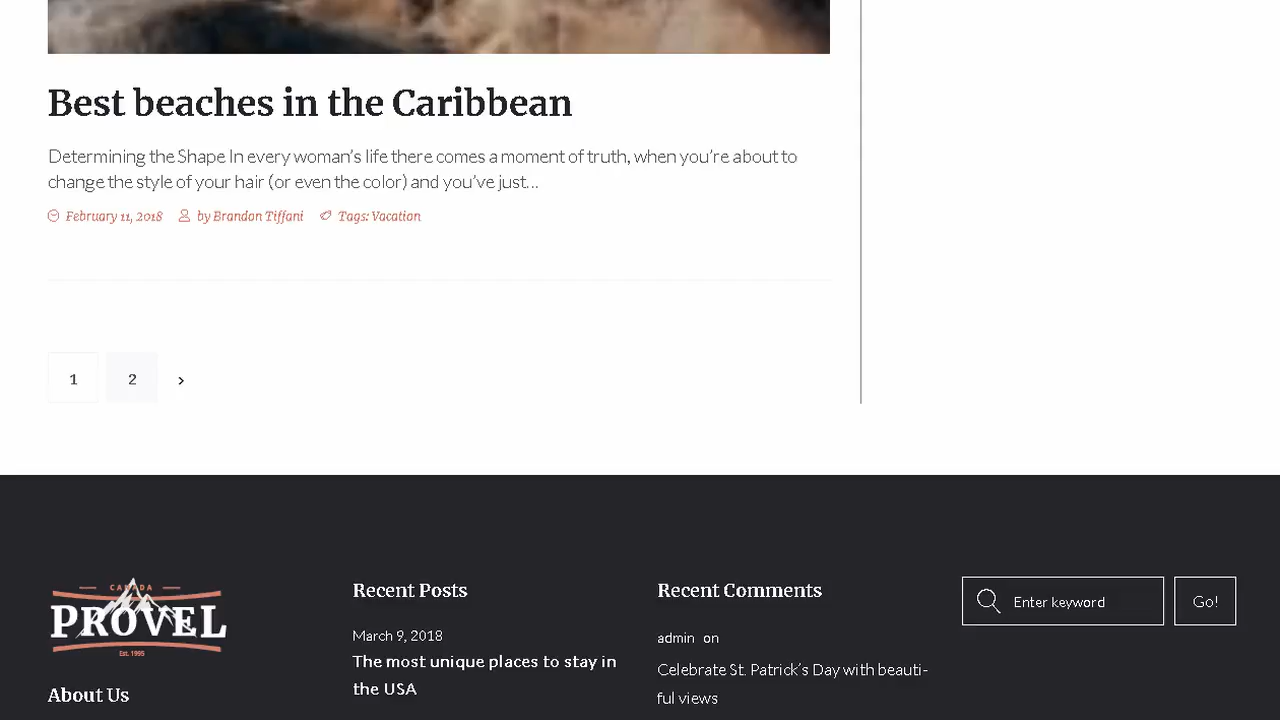 Best beaches in the Caribbean
Determining the Shape In every woman's life there comes a moment of truth, when you're about to
change the style of your hair (or even the color) and you've just...
February 11, 2018 by Brandon Tiffani Tags: Vacation
1 2 ›
CANADA
PROVEL
Est. 1995
About Us
Recent Posts
March 9, 2018
The most unique places to stay in
the USA
Recent Comments
admin on
Celebrate St. Patrick's Day with beauti-
ful views
Enter keyword
Go!